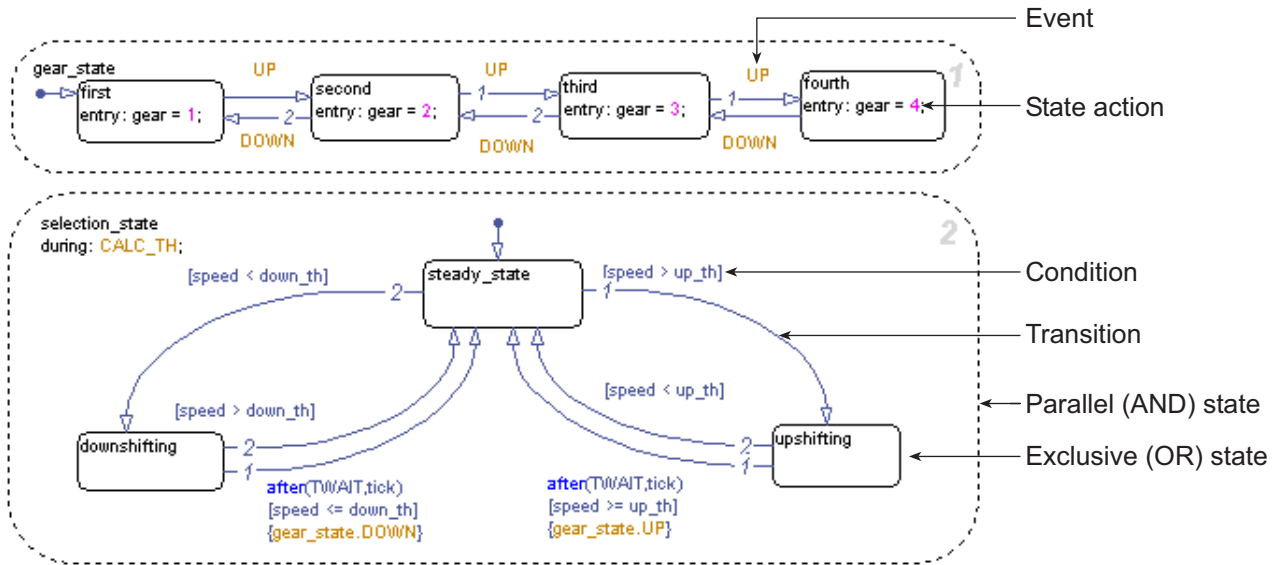 Event
gear_state
1
first
entry: gear = 1;
UP
2
DOWN
second
entry: gear = 2;
UP
1
2
DOWN
third
entry: gear = 3;
UP
1
DOWN
fourth
entry: gear = 4;
State action
selection_state
during: CALC_TH;
2
[speed < down_th]
2
steady_state
[speed > up_th]
1
Condition
Transition
[speed > down_th]
[speed < up_th]
Parallel (AND) state
downshifting
2
1
2
1
upshifting
Exclusive (OR) state
after(TWAIT,tick)
[speed <= down_th]
{gear_state.DOWN}
after(TWAIT,tick)
[speed >= up_th]
{gear_state.UP}